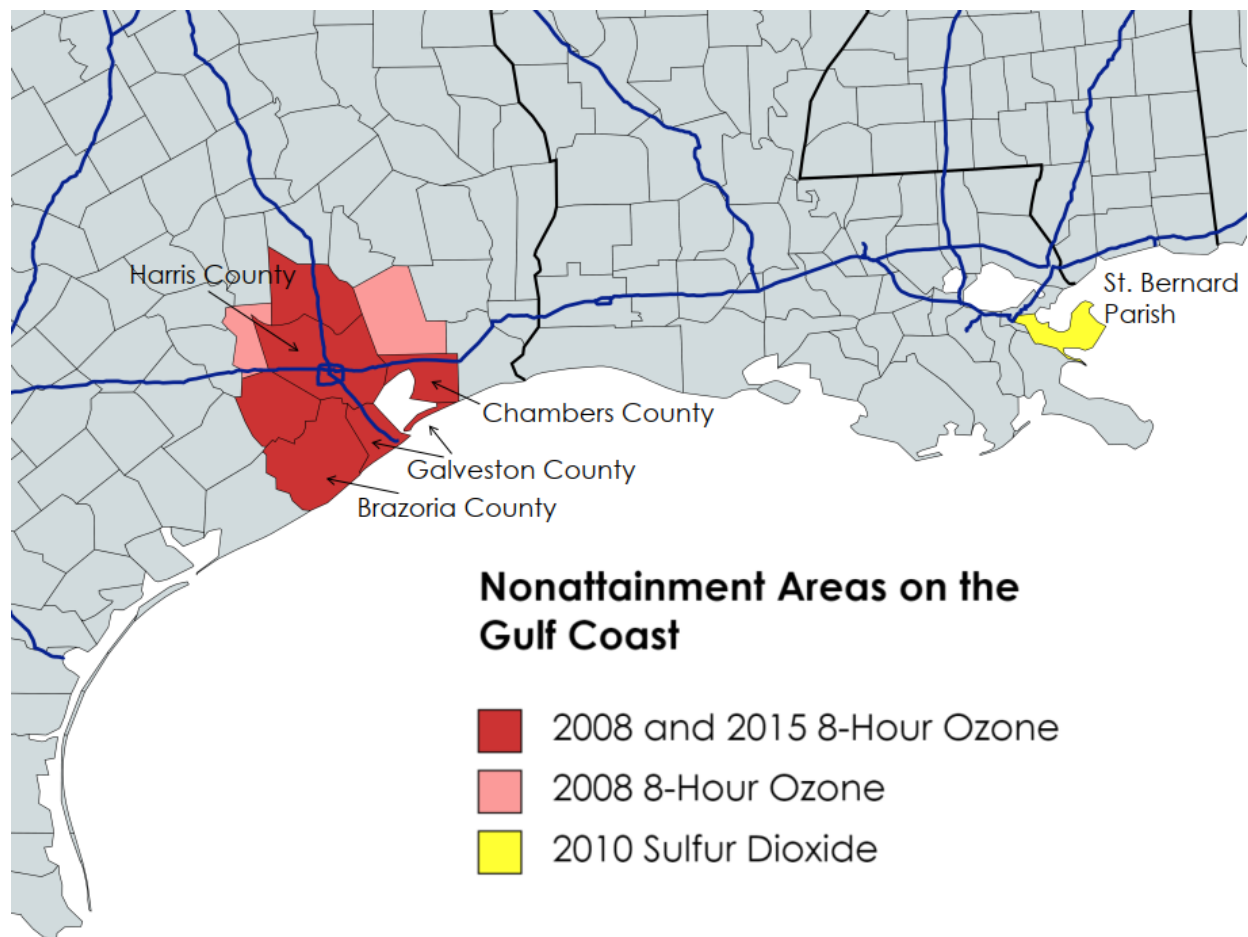 Harris County
St. Bernard
Parish
Chambers County
Galveston County
Brazoria County
Nonattainment Areas on the
Gulf Coast
2008 and 2015 8-Hour Ozone
2008 8-Hour Ozone
2010 Sulfur Dioxide